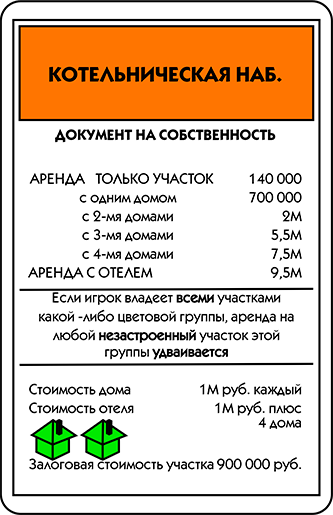 КОТЕЛЬНИЧЕСКАЯ НАБ.
ДОКУМЕНТ НА СОБСТВЕННОСТЬ
АРЕНДА ТОЛЬКО УЧАСТОК 140 000
с одним домом 700 000
с 2-мя домами 2М
с 3-мя домами 5,5М
с 4-мя домами 7,5М
АРЕНДА С ОТЕЛЕМ 9,5М
Если игрок владеет всеми участками
какой -либо цветовой группы, аренда на
любой незастроенный участок этой
группы удваивается
Стоимость дома 1М руб. каждый
Стоимость отеля 1М руб. плюс
4 дома
Залоговая стоимость участка 900 000 руб.